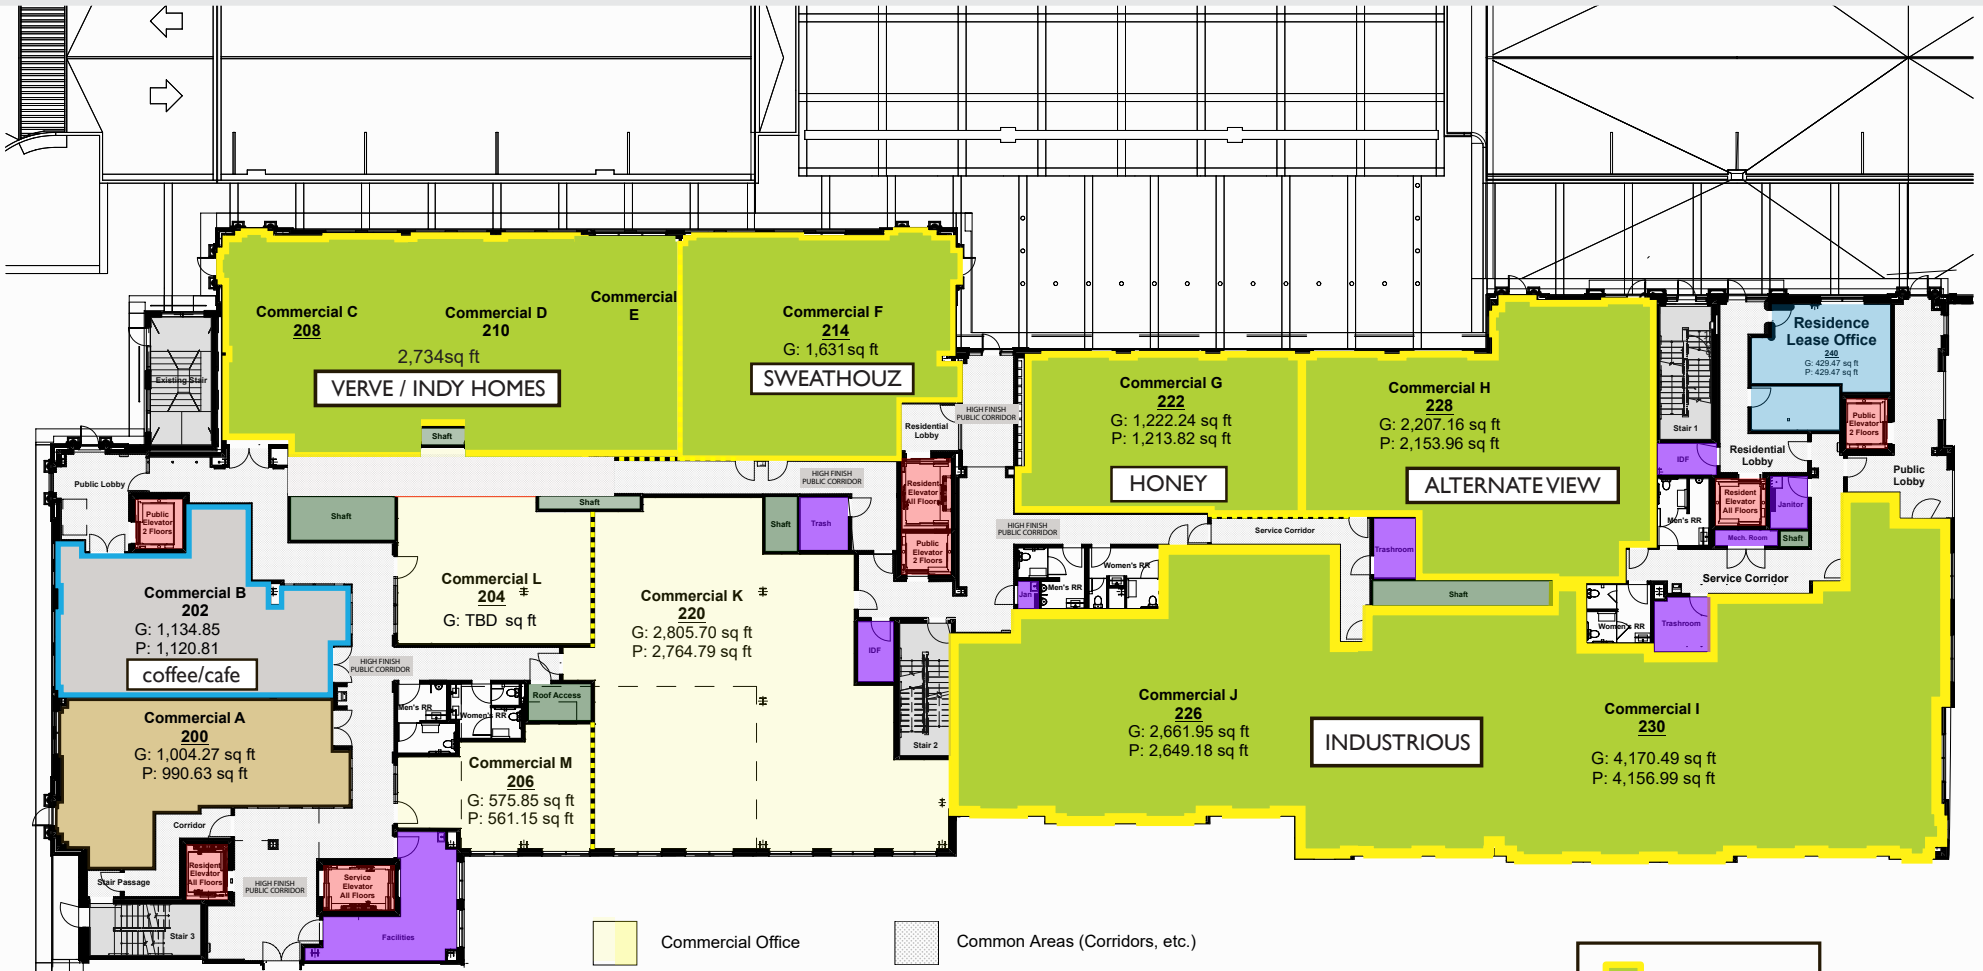 Commercial C
208
Commercial D
210
Commercial
E
2,734sq ft
VERVE / INDY HOMES
Shaft
Commercial F
214
G: 1,631sq ft
SWEATHOUZ
Existing Stair
HIGH FINISH
PUBLIC CORRIDOR
Residential
Lobby
Commercial G
222
G: 1,222.24 sq ft
P: 1,213.82 sq ft
HONEY
Commercial H
228
G: 2,207.16 sq ft
P: 2,153.96 sq ft
ALTERNATE VIEW
Stair 1
Residence
Lease Office
240
G: 429.47 sq ft
P: 429.47 sq ft
Public
Elevator
2 Floors
IDF
Residential
Lobby
Public
Lobby
Public Lobby
Public
Elevator
2 Floors
Shaft
HIGH FINISH
PUBLIC CORRIDOR
Shaft
Shaft
Trash
Resident
Elevator
All Floors
Public
Elevator
2 Floors
HIGH FINISH
PUBLIC CORRIDOR
Service Corridor
Trashroom
Men's RR
Resident
Elevator
All Floors
Janitor
Mech. Room
Shaft
Service Corridor
Commercial B
202
G: 1,134.85
P: 1,120.81
coffee/cafe
Commercial L
204
G: TBD sq ft
Commercial K
220
G: 2,805.70 sq ft
P: 2,764.79 sq ft
Women's RR
Men's RR
Jan
Shaft
Women's RR
Trashroom
IDF
HIGH FINISH
PUBLIC CORRIDOR
Men's RR
Women's RR
Roof Access
Stair 2
Commercial A
200
G: 1,004.27 sq ft
P: 990.63 sq ft
Commercial M
206
G: 575.85 sq ft
P: 561.15 sq ft
Commercial J
226
G: 2,661.95 sq ft
P: 2,649.18 sq ft
INDUSTRIOUS
Commercial I
230
G: 4,170.49 sq ft
P: 4,156.99 sq ft
Corridor
Resident
Elevator
All Floors
Stair Passage
HIGH FINISH
PUBLIC CORRIDOR
Service
Elevator
All Floors
Stair 3
Facilities
Commercial Office
Common Areas (Corridors, etc.)